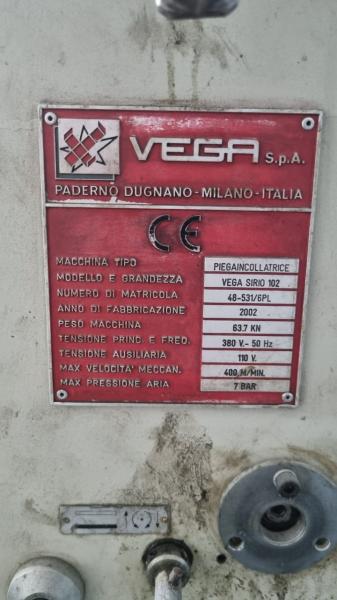 VEGA S.p.A.
PADERNO DUGNANO - MILANO - ITALIA
CE
MACCHINA TIPO PIEGAINCOLLATRICE
MODELLO E GRANDEZZA VEGA SIRIO 102
NUMERO DI MATRICOLA 48-531/6PL
ANNO DI FABBRICAZIONE 2002
PESO MACCHINA 63.7 KN
TENSIONE PRINC. E FREQ. 380 V.- 50 Hz
TENSIONE AUSILIARIA 110 V.
MAX VELOCITA' MECCAN. 400 M/MIN.
MAX PRESSIONE ARIA 7 BAR